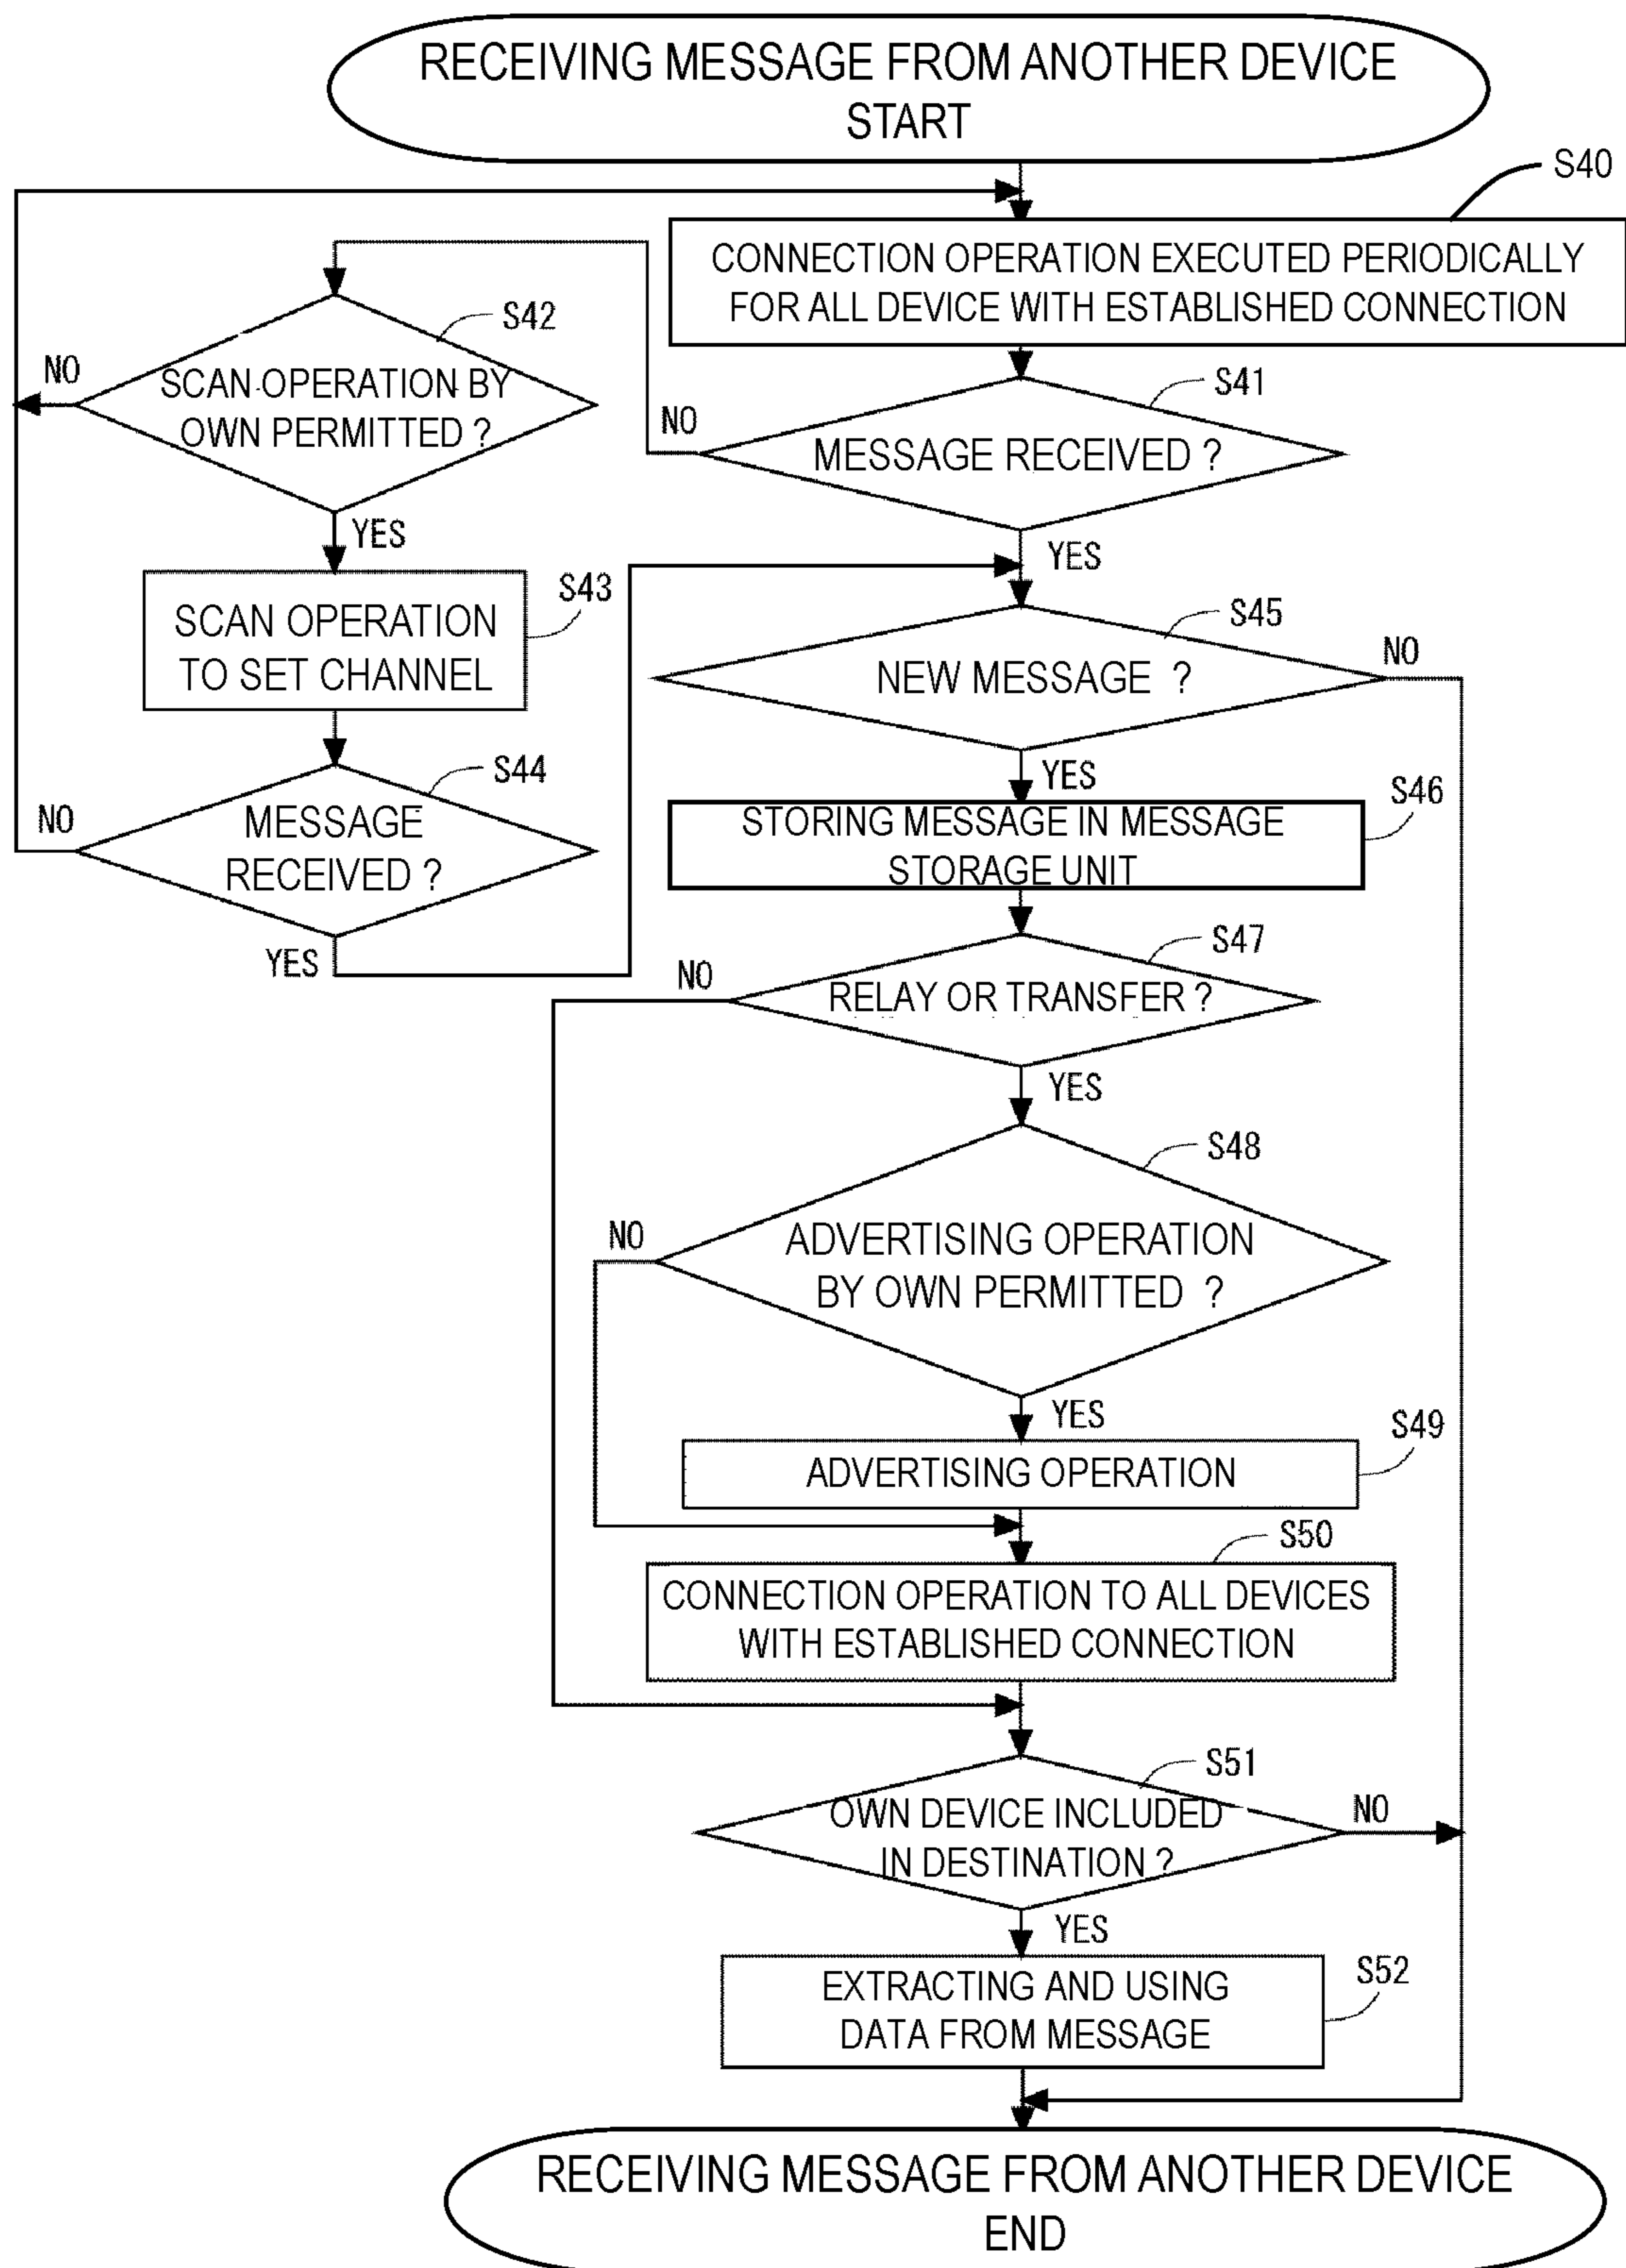 RECEIVING MESSAGE FROM ANOTHER DEVICE
START
S40
CONNECTION OPERATION EXECUTED PERIODICALLY
FOR ALL DEVICE WITH ESTABLISHED CONNECTION
S41
MESSAGE RECEIVED ?
NO
YES
S42
SCAN OPERATION BY
OWN PERMITTED ?
NO
YES
S43
SCAN OPERATION
TO SET CHANNEL
S44
MESSAGE
RECEIVED ?
NO
YES
S45
NEW MESSAGE ?
NO
YES
S46
STORING MESSAGE IN MESSAGE
STORAGE UNIT
S47
RELAY OR TRANSFER ?
NO
YES
S48
ADVERTISING OPERATION
BY OWN PERMITTED ?
NO
YES
S49
ADVERTISING OPERATION
S50
CONNECTION OPERATION TO ALL DEVICES
WITH ESTABLISHED CONNECTION
S51
OWN DEVICE INCLUDED
IN DESTINATION ?
NO
YES
S52
EXTRACTING AND USING
DATA FROM MESSAGE
RECEIVING MESSAGE FROM ANOTHER DEVICE
END